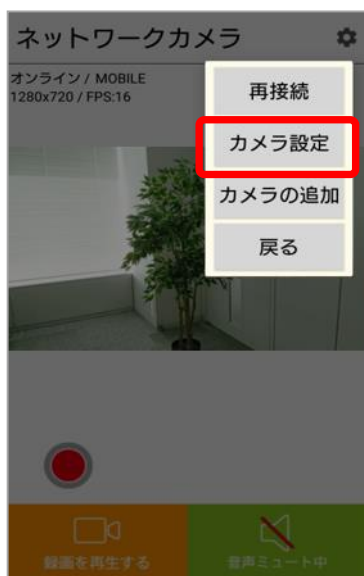 ネットワークカメラ
オンライン / MOBILE
1280x720 / FPS:16
再接続
カメラ設定
カメラの追加
戻る
録画を再生する
音声ミュート中